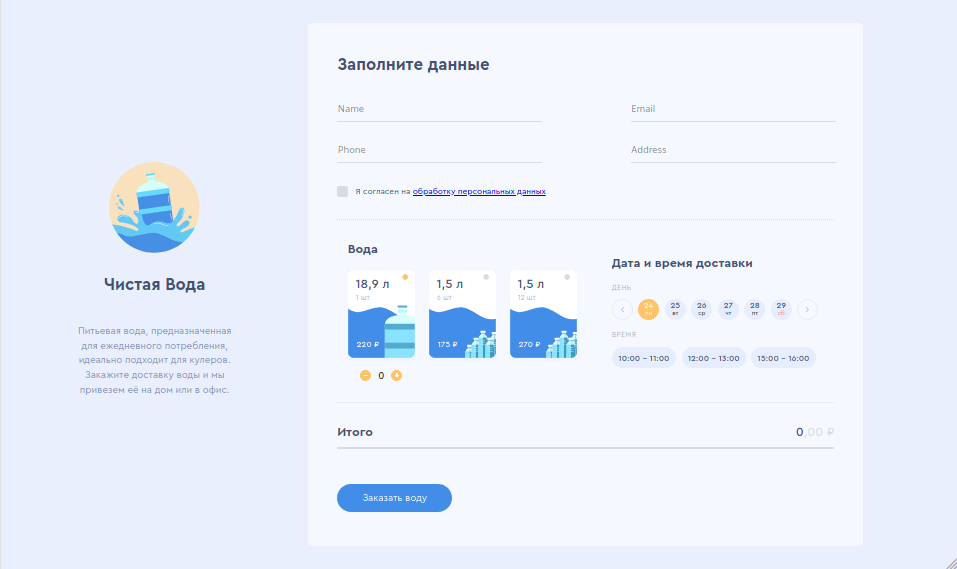 Заполните данные
Name
Email
Phone
Address
Я согласен на обработку персональных данных
Чистая Вода
Питьевая вода, предназначенная
для ежедневного потребления,
идеально подходит для кулеров.
Закажите доставку воды и мы
привезем её на дом или в офис.
Вода
18,9 л
1 шт
220 ₽
1,5 л
6 шт
175 ₽
1,5 л
12 шт
270 ₽
0
Дата и время доставки
ДЕНЬ
24 пн
25 вт
26 ср
27 чт
28 пт
29 сб
ВРЕМЯ
10:00 – 11:00
12:00 – 13:00
15:00 – 16:00
Итого
0,00 ₽
Заказать воду